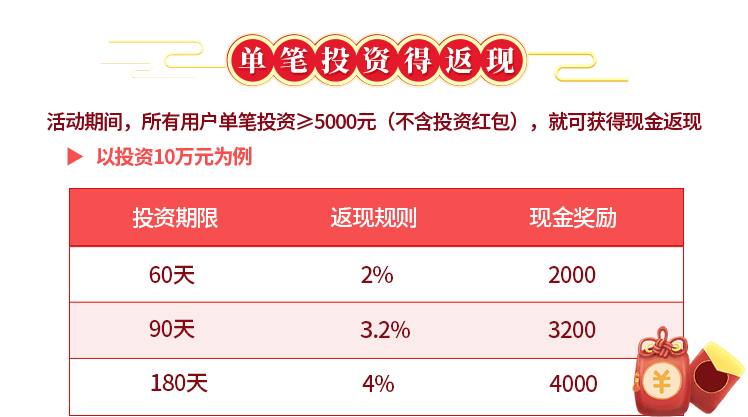 单笔投资得返现
活动期间，所有用户单笔投资≥5000元（不含投资红包），就可获得现金返现
▶ 以投资10万元为例
投资期限 返现规则 现金奖励
60天 2% 2000
90天 3.2% 3200
180天 4% 4000
¥